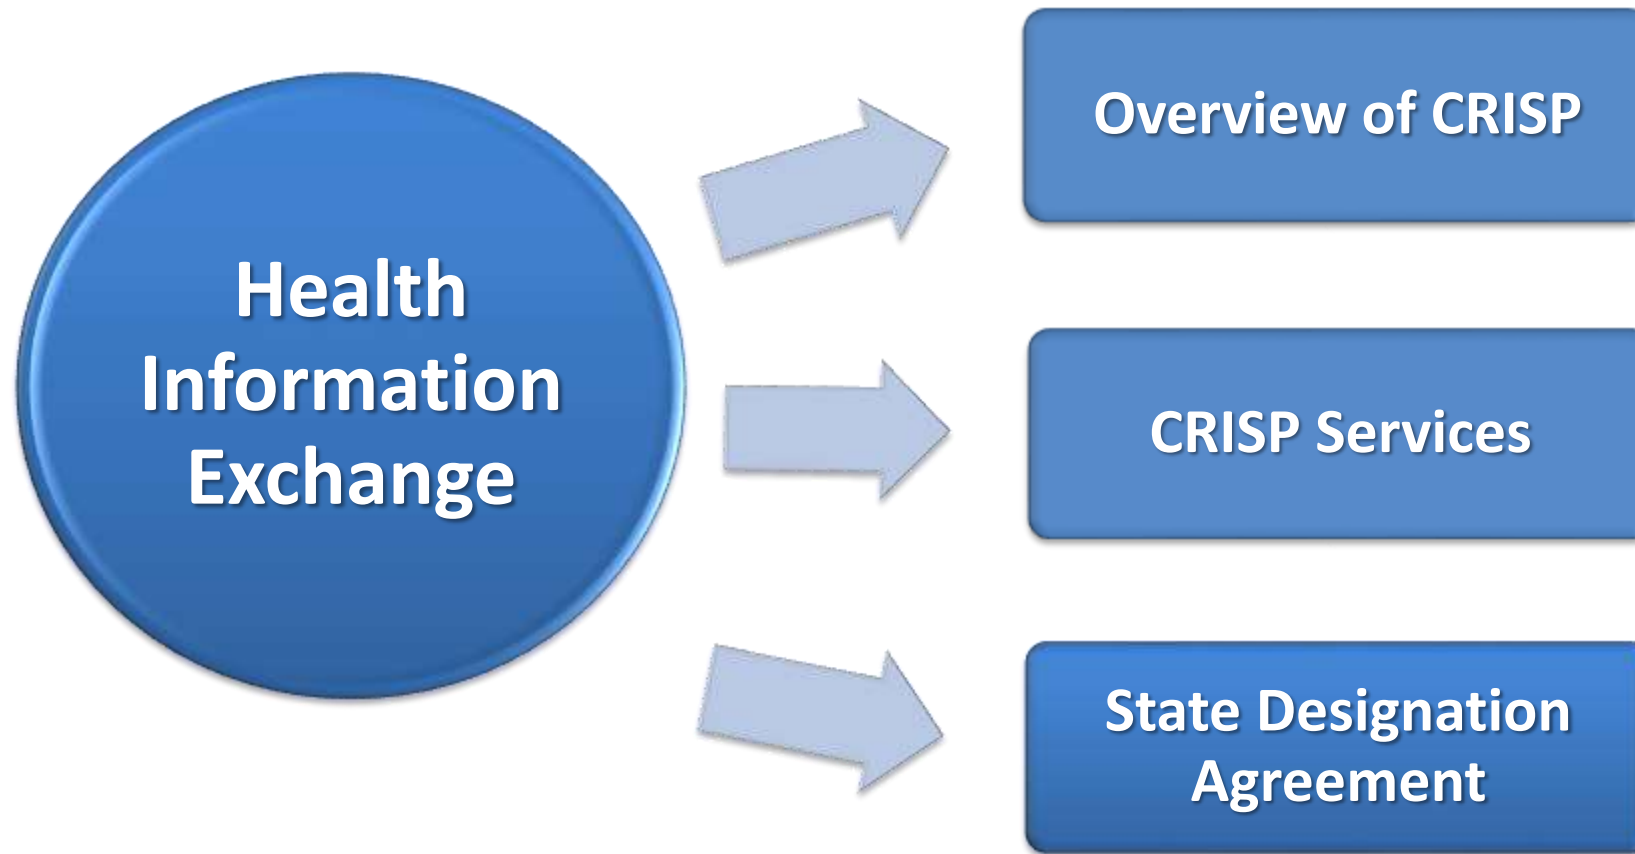 Health
Information
Exchange
Overview of CRISP
CRISP Services
State Designation
Agreement